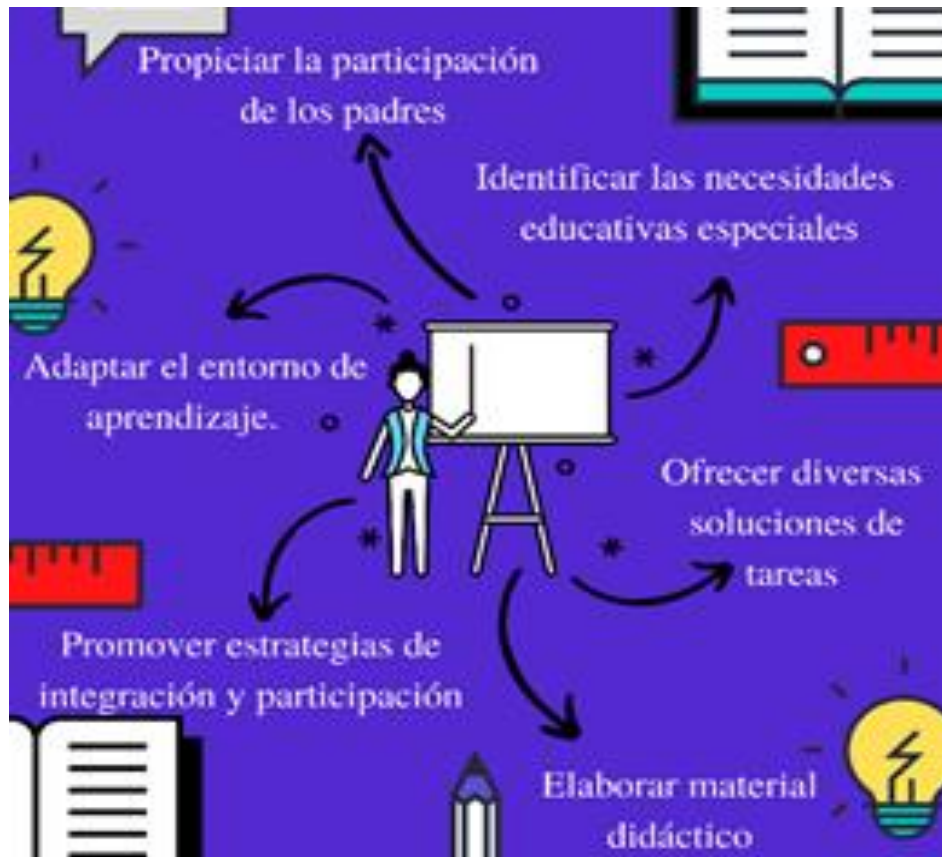 Propiciar la participación
de los padres
Identificar las necesidades
educativas especiales
Adaptar el entorno de
aprendizaje.
Ofrecer diversas
soluciones de
tareas
Promover estrategias de
integración y participación
Elaborar material
didáctico